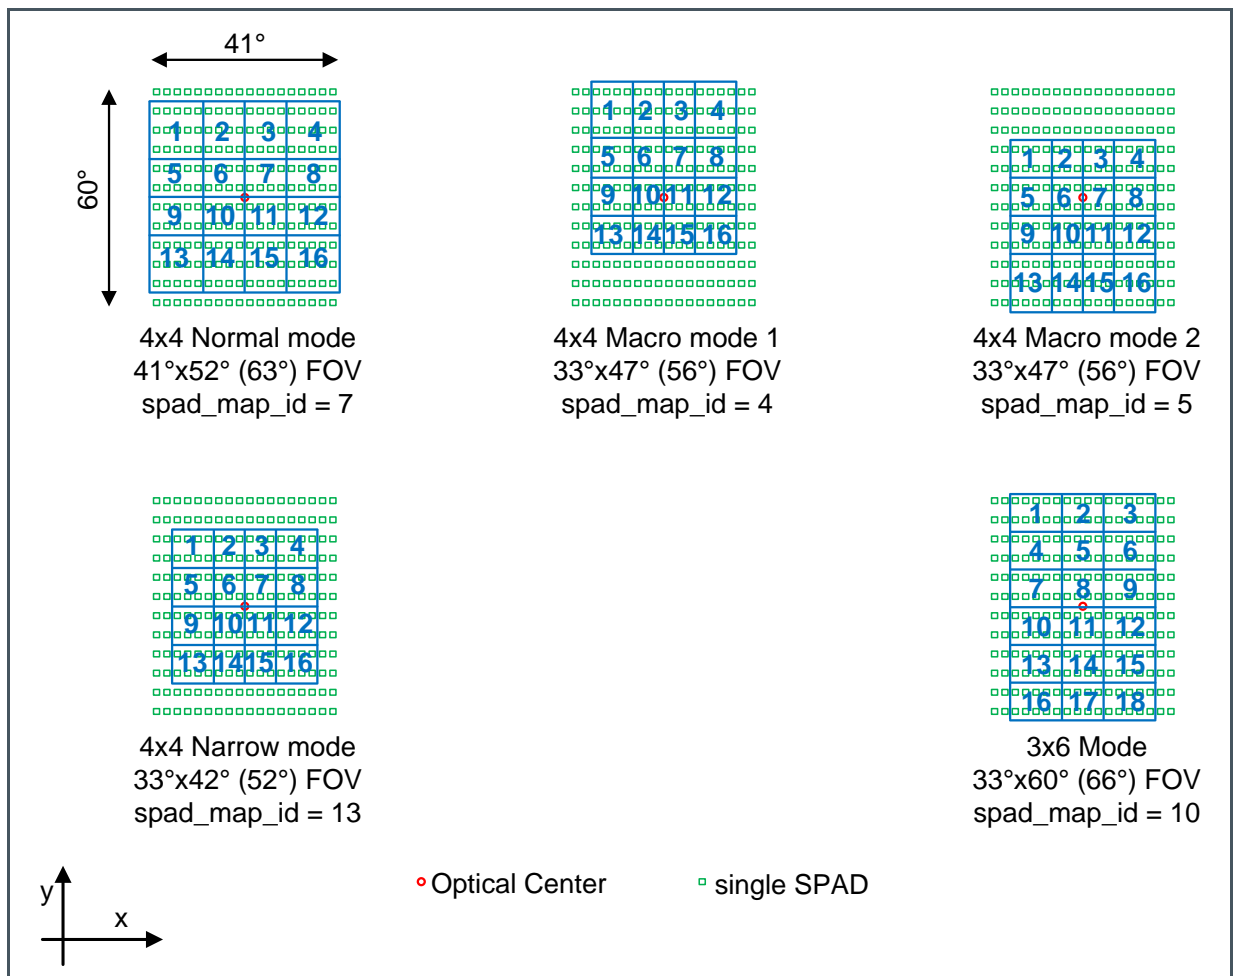 41°
60°
1 2 3 4
5 6 7 8
9 10 11 12
13 14 15 16
4x4 Normal mode
41°x52° (63°) FOV
spad_map_id = 7
1 2 3 4
5 6 7 8
9 10 11 12
13 14 15 16
4x4 Macro mode 1
33°x47° (56°) FOV
spad_map_id = 4
1 2 3 4
5 6 7 8
9 10 11 12
13 14 15 16
4x4 Macro mode 2
33°x47° (56°) FOV
spad_map_id = 5
1 2 3 4
5 6 7 8
9 10 11 12
13 14 15 16
4x4 Narrow mode
33°x42° (52°) FOV
spad_map_id = 13
1 2 3
4 5 6
7 8 9
10 11 12
13 14 15
16 17 18
3x6 Mode
33°x60° (66°) FOV
spad_map_id = 10
y
x
Optical Center
single SPAD